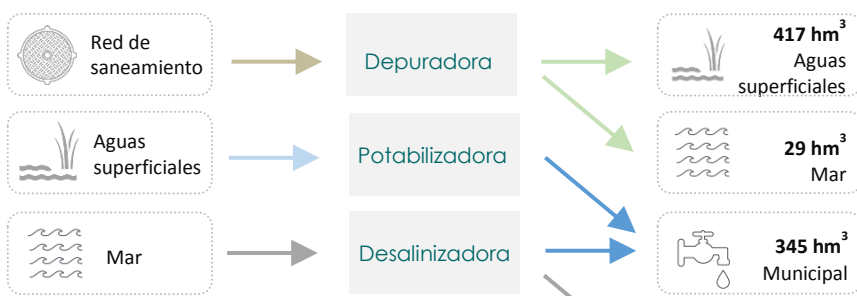 Red de
saneamiento
Depuradora
417 hm³
Aguas
superficiales
Aguas
superficiales
Potabilizadora
29 hm³
Mar
Mar
Desalinizadora
345 hm³
Municipal